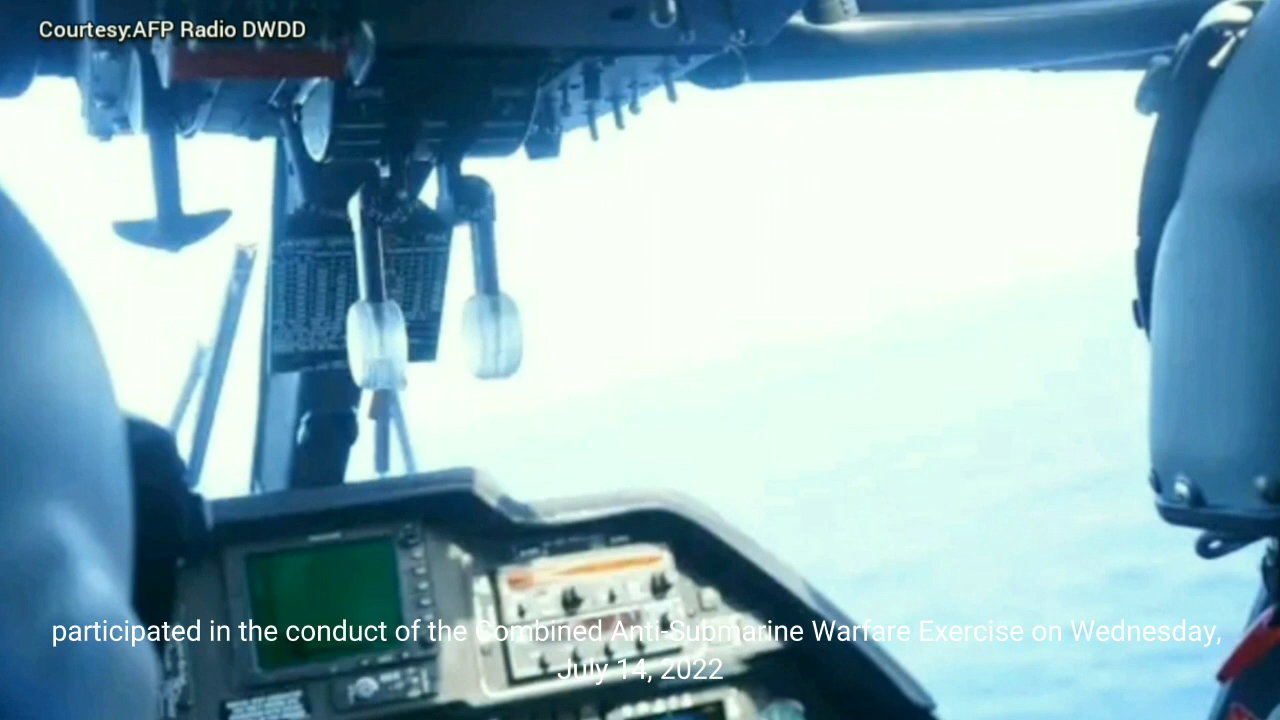 Courtesy:AFP Radio DWDD
participated in the conduct of the Combined Anti-Submarine Warfare Exercise on Wednesday,
July 14, 2022